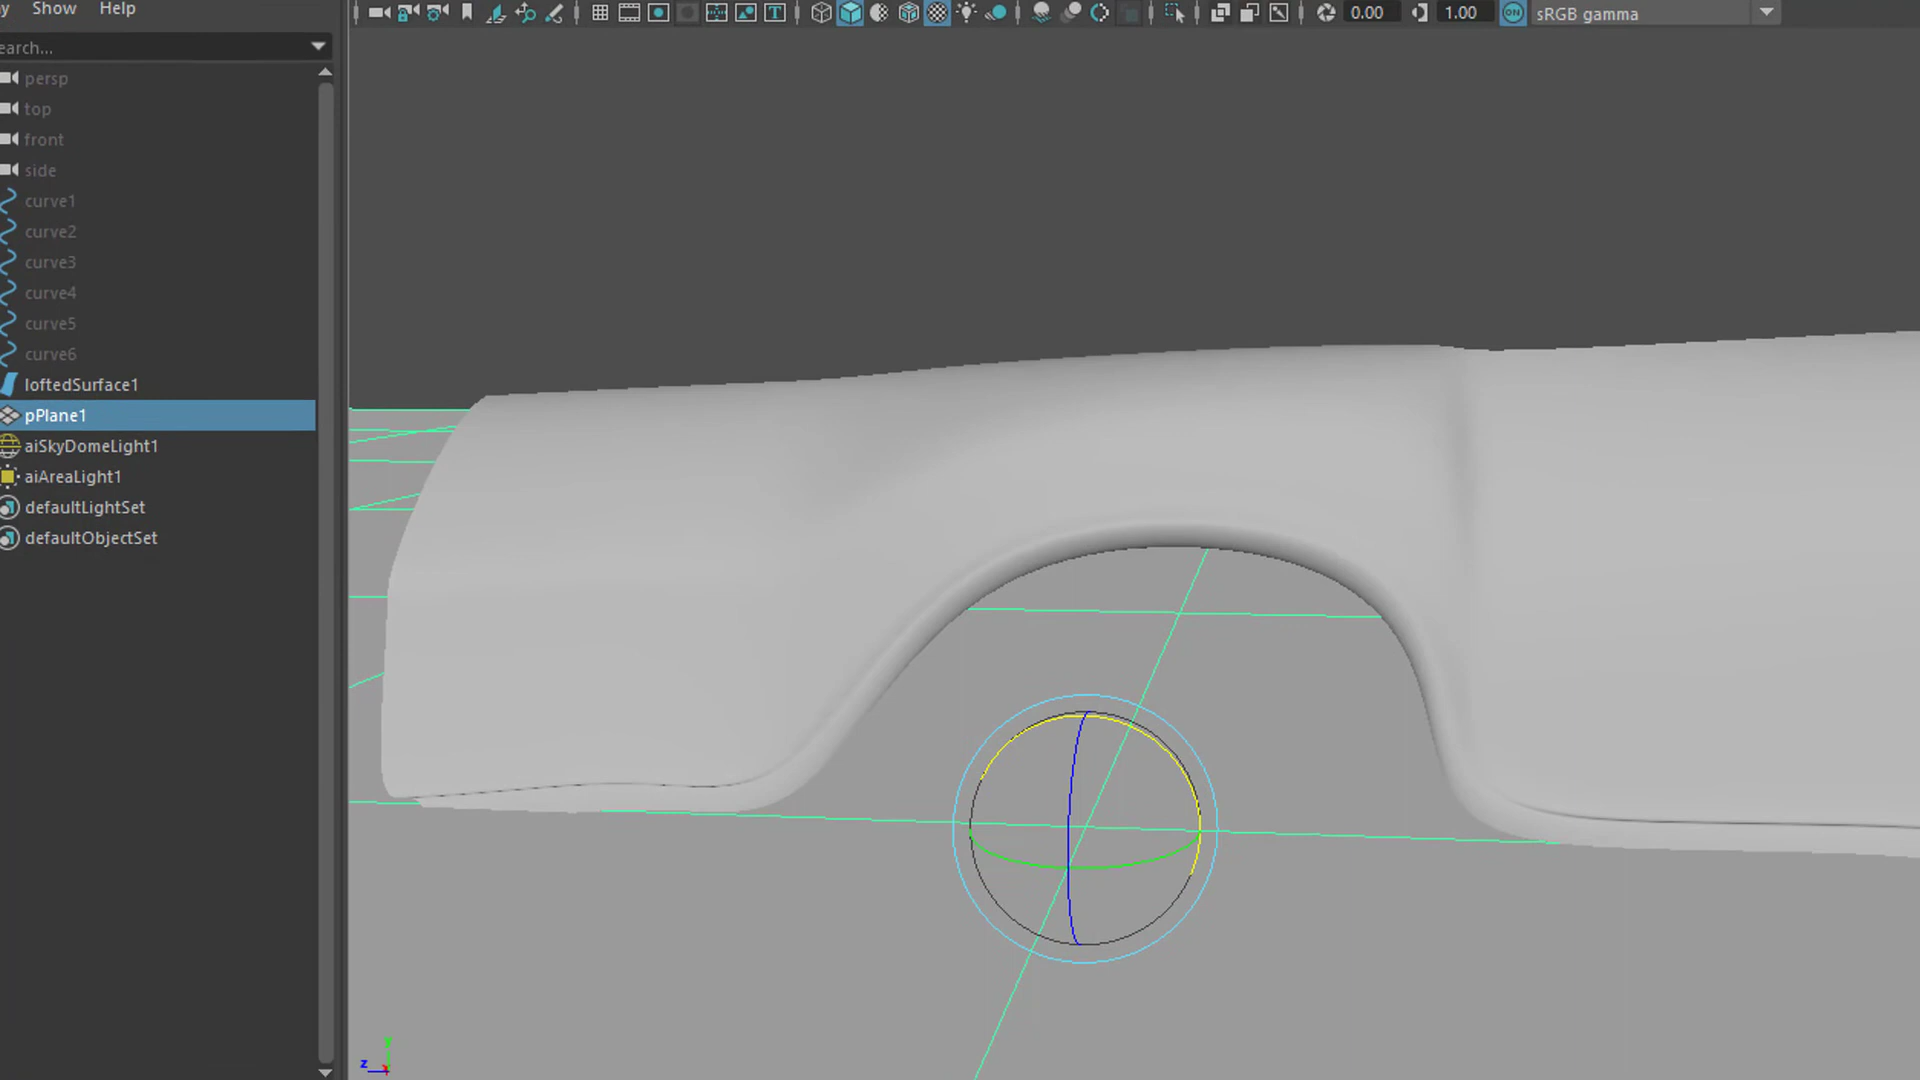 Show Help
0.00 1.00 ON sRGB gamma
earch...
persp
top
front
side
curve1
curve2
curve3
curve4
curve5
curve6
loftedSurface1
pPlane1
aiSkyDomeLight1
aiAreaLight1
defaultLightSet
defaultObjectSet
z